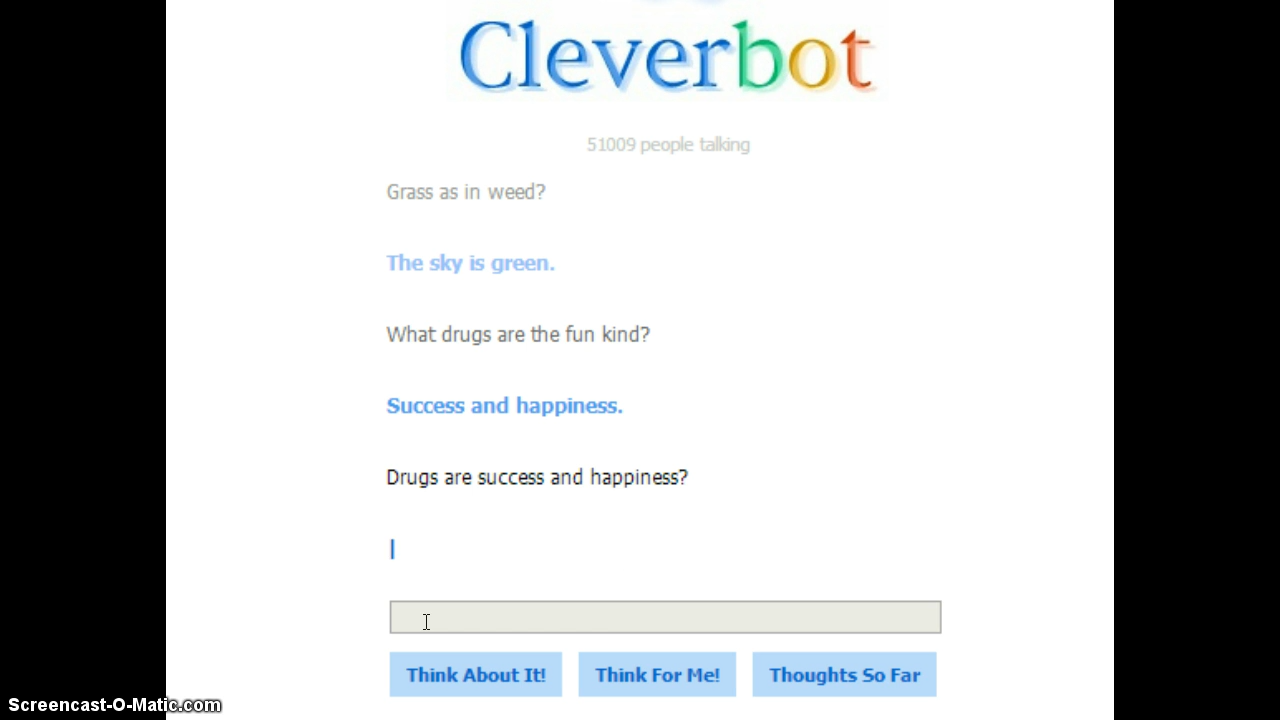 Cleverbot
51009 people talking
Grass as in weed?
The sky is green.
What drugs are the fun kind?
Success and happiness.
Drugs are success and happiness?
Think About It! Think For Me! Thoughts So Far
Screencast-O-Matic.com